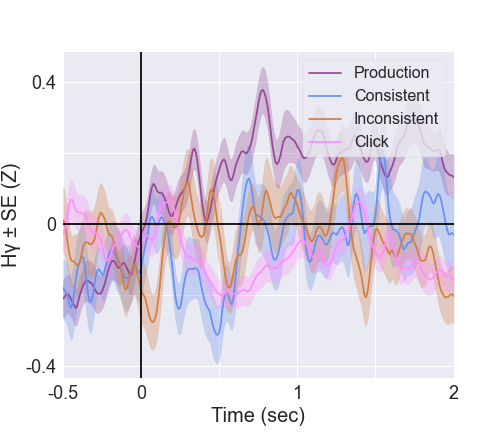 Production
Consistent
Inconsistent
Click
0.4
0
-0.4
Hγ ± SE (Z)
-0.5 0 1 2
Time (sec)